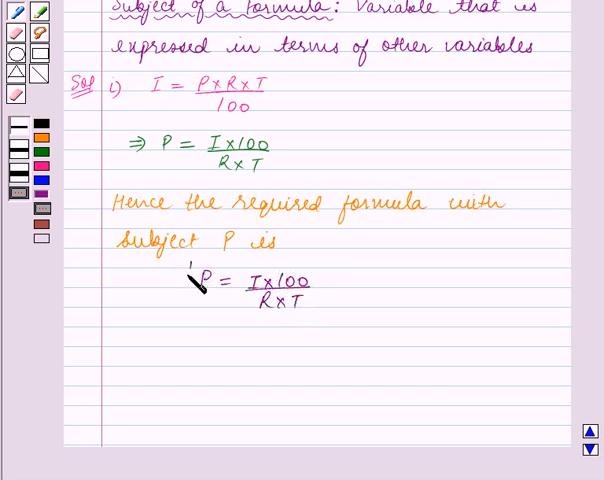 Subject of a formula: Variable that is
expressed in terms of other variables
Sol i) I = P×R×T/100
⇒ P = I×100/R×T
Hence the required formula with
subject P is
P = I×100/R×T